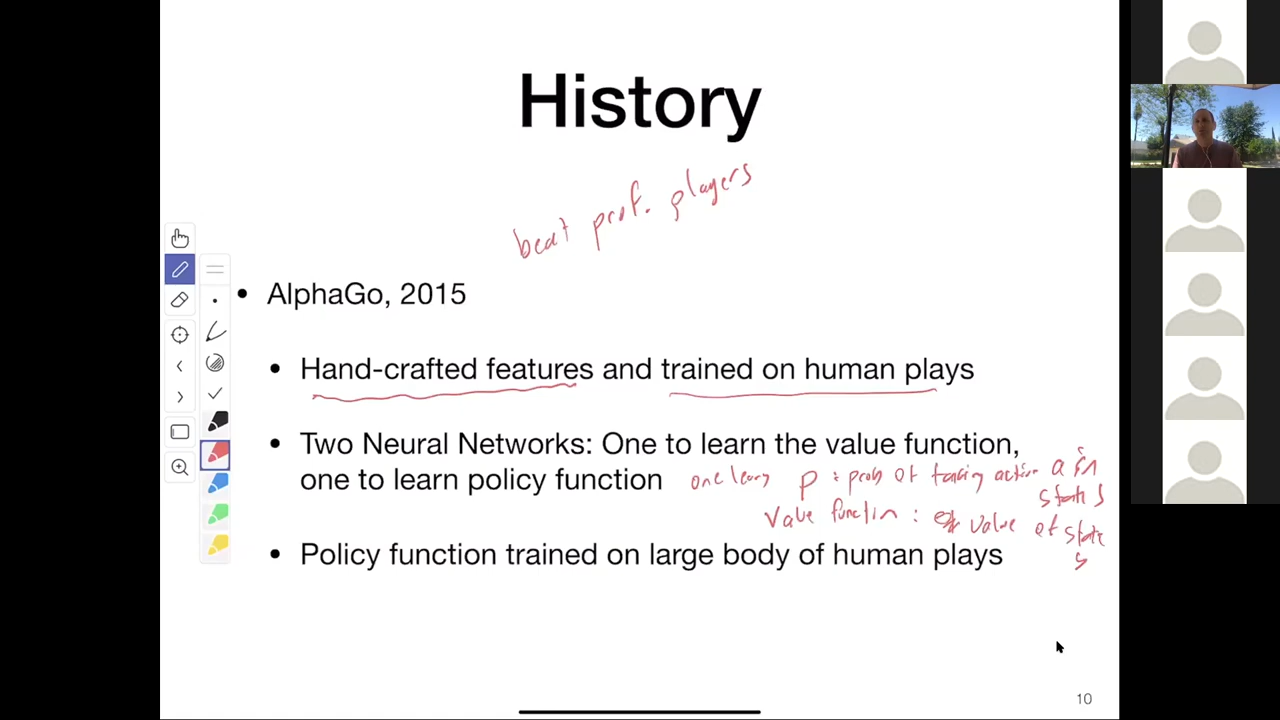 History
beat prof. players
• AlphaGo, 2015
• Hand-crafted features and trained on human plays
• Two Neural Networks: One to learn the value function,
one to learn policy function
one learns p : prob of taking action a in
state s
Value function : value of state
s
• Policy function trained on large body of human plays
10